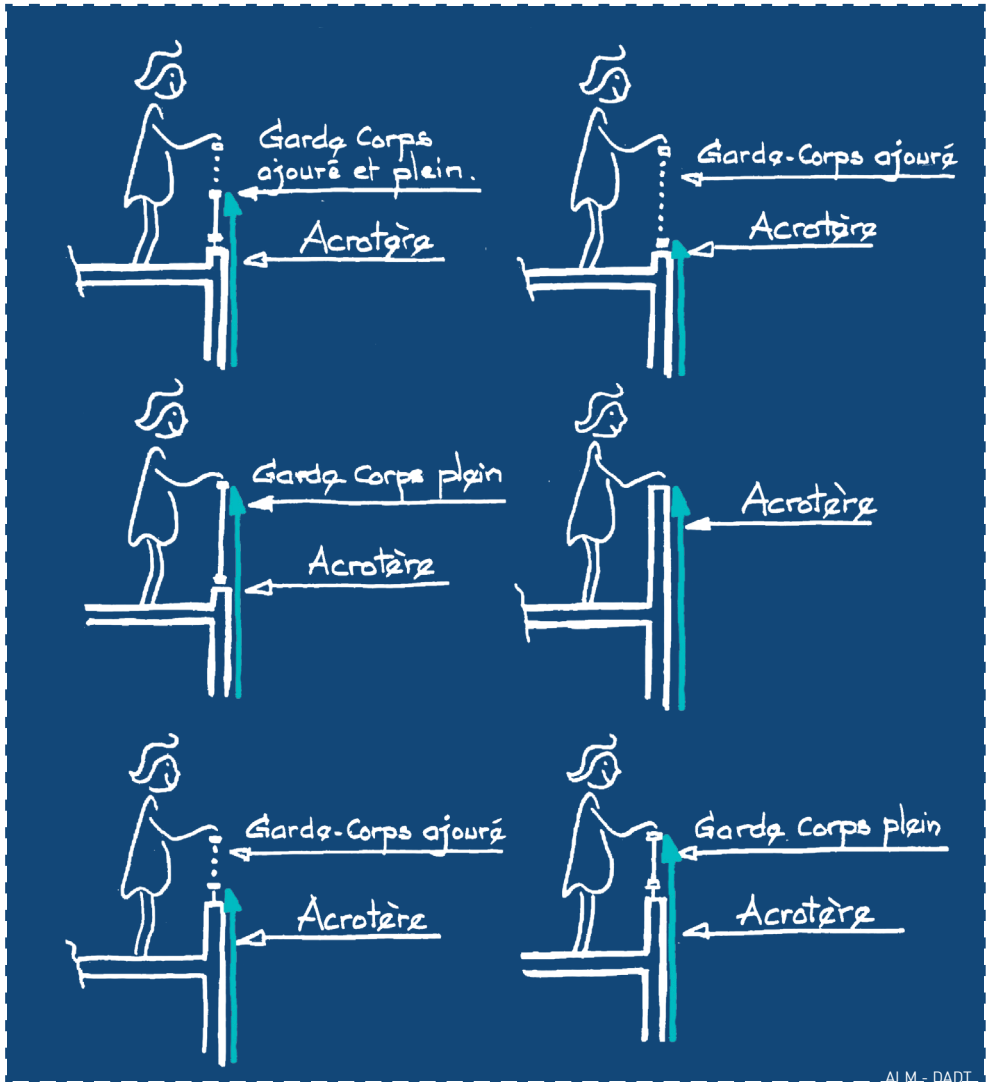 Garde Corps
ajouré et plein.
Acrotère
Garde-Corps ajouré
Acrotère
Garde Corps plein
Acrotère
Acrotère
Garde-Corps ajouré
Acrotère
Garde Corps plein
Acrotère
ALM - DADT